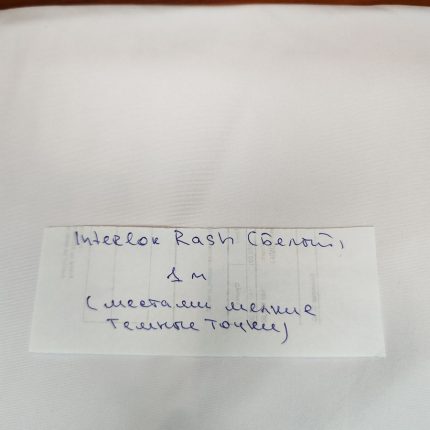 Interlok Rash (Белый)
1 м
(местами мелкие
темные точки)